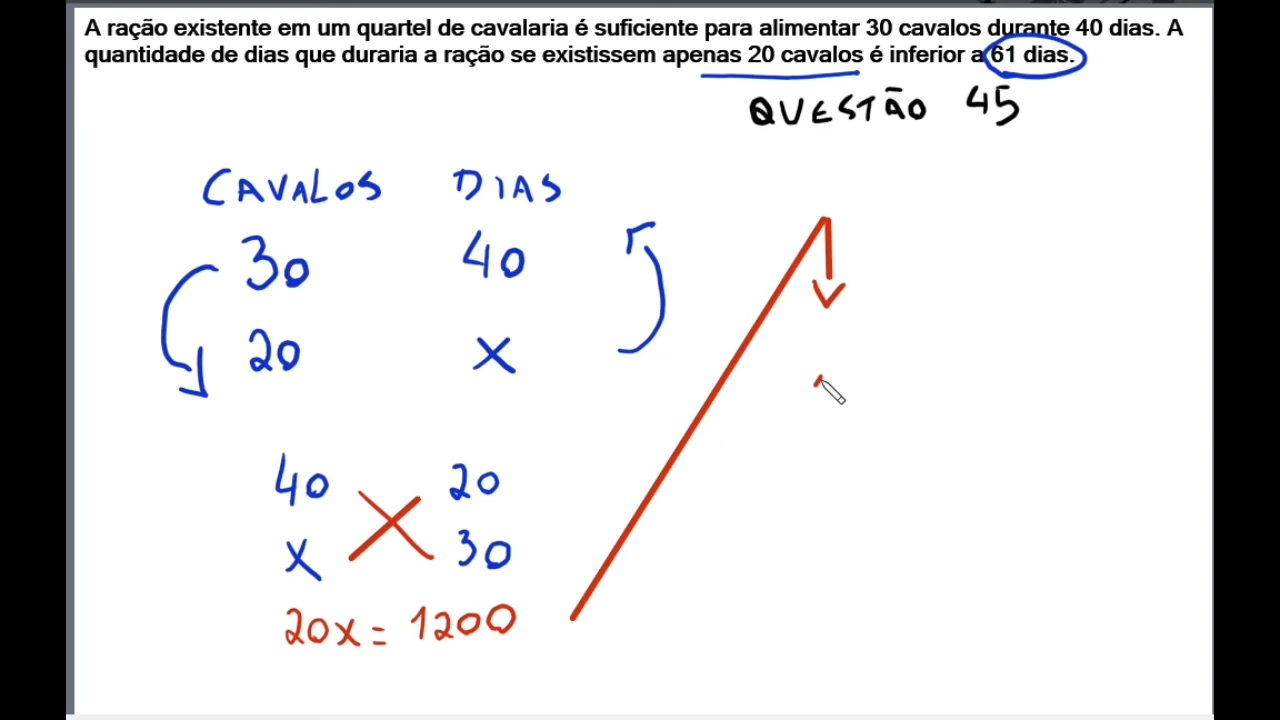 A ração existente em um quartel de cavalaria é suficiente para alimentar 30 cavalos durante 40 dias. A
quantidade de dias que duraria a ração se existissem apenas 20 cavalos é inferior a 61 dias.
QUESTÃO 45
CAVALOS DIAS
30 40
20 X
40 20
X 30
20X = 1200